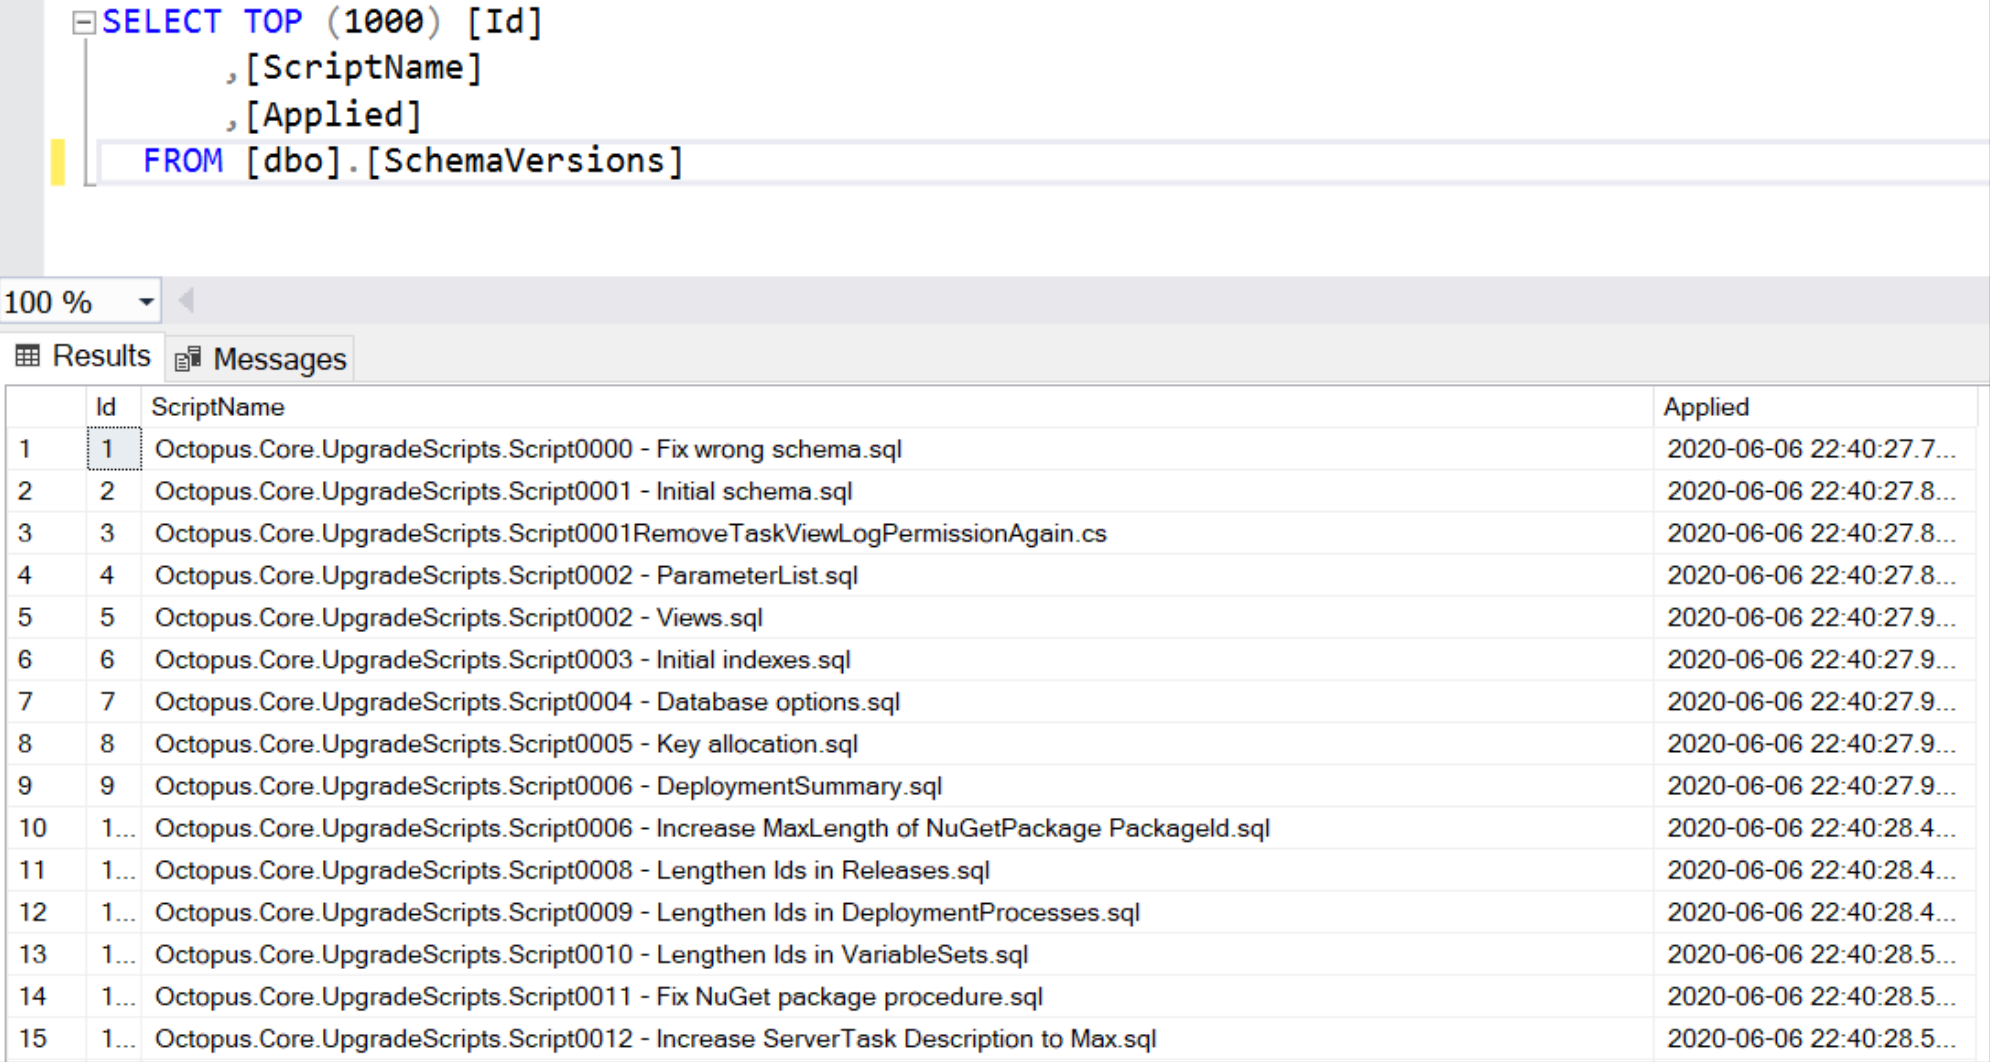 SELECT TOP (1000) [Id]
,[ScriptName]
,[Applied]
FROM [dbo].[SchemaVersions]
100 %
Results Messages
Id ScriptName Applied
1 1 Octopus.Core.UpgradeScripts.Script0000 - Fix wrong schema.sql 2020-06-06 22:40:27.7...
2 2 Octopus.Core.UpgradeScripts.Script0001 - Initial schema.sql 2020-06-06 22:40:27.8...
3 3 Octopus.Core.UpgradeScripts.Script0001RemoveTaskViewLogPermissionAgain.cs 2020-06-06 22:40:27.8...
4 4 Octopus.Core.UpgradeScripts.Script0002 - ParameterList.sql 2020-06-06 22:40:27.8...
5 5 Octopus.Core.UpgradeScripts.Script0002 - Views.sql 2020-06-06 22:40:27.9...
6 6 Octopus.Core.UpgradeScripts.Script0003 - Initial indexes.sql 2020-06-06 22:40:27.9...
7 7 Octopus.Core.UpgradeScripts.Script0004 - Database options.sql 2020-06-06 22:40:27.9...
8 8 Octopus.Core.UpgradeScripts.Script0005 - Key allocation.sql 2020-06-06 22:40:27.9...
9 9 Octopus.Core.UpgradeScripts.Script0006 - DeploymentSummary.sql 2020-06-06 22:40:27.9...
10 1... Octopus.Core.UpgradeScripts.Script0006 - Increase MaxLength of NuGetPackage PackageId.sql 2020-06-06 22:40:28.4...
11 1... Octopus.Core.UpgradeScripts.Script0008 - Lengthen Ids in Releases.sql 2020-06-06 22:40:28.4...
12 1... Octopus.Core.UpgradeScripts.Script0009 - Lengthen Ids in DeploymentProcesses.sql 2020-06-06 22:40:28.4...
13 1... Octopus.Core.UpgradeScripts.Script0010 - Lengthen Ids in VariableSets.sql 2020-06-06 22:40:28.5...
14 1... Octopus.Core.UpgradeScripts.Script0011 - Fix NuGet package procedure.sql 2020-06-06 22:40:28.5...
15 1... Octopus.Core.UpgradeScripts.Script0012 - Increase ServerTask Description to Max.sql 2020-06-06 22:40:28.5...